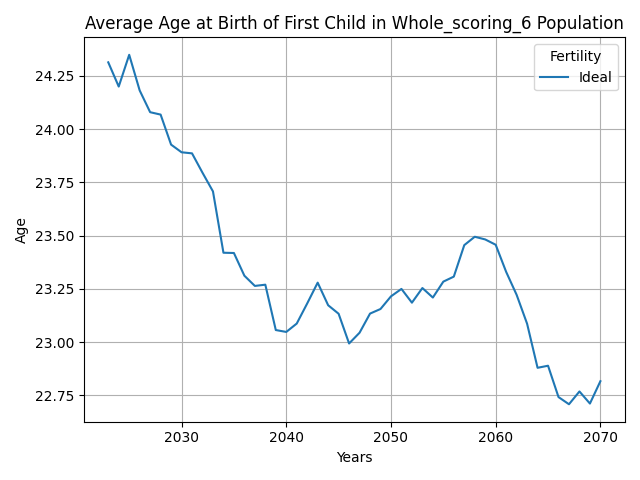 Average Age at Birth of First Child in Whole_scoring_6 Population
Fertility
Ideal
24.25
24.00
23.75
23.50
23.25
23.00
22.75
Age
2030 2040 2050 2060 2070
Years